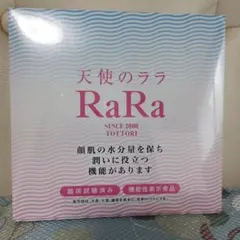 天使のララ
RaRa
SINCE 2000
TOTTORI
顔肌の水分量を保ち
潤いに役立つ
機能があります
臨床試験済み 機能性表示食品